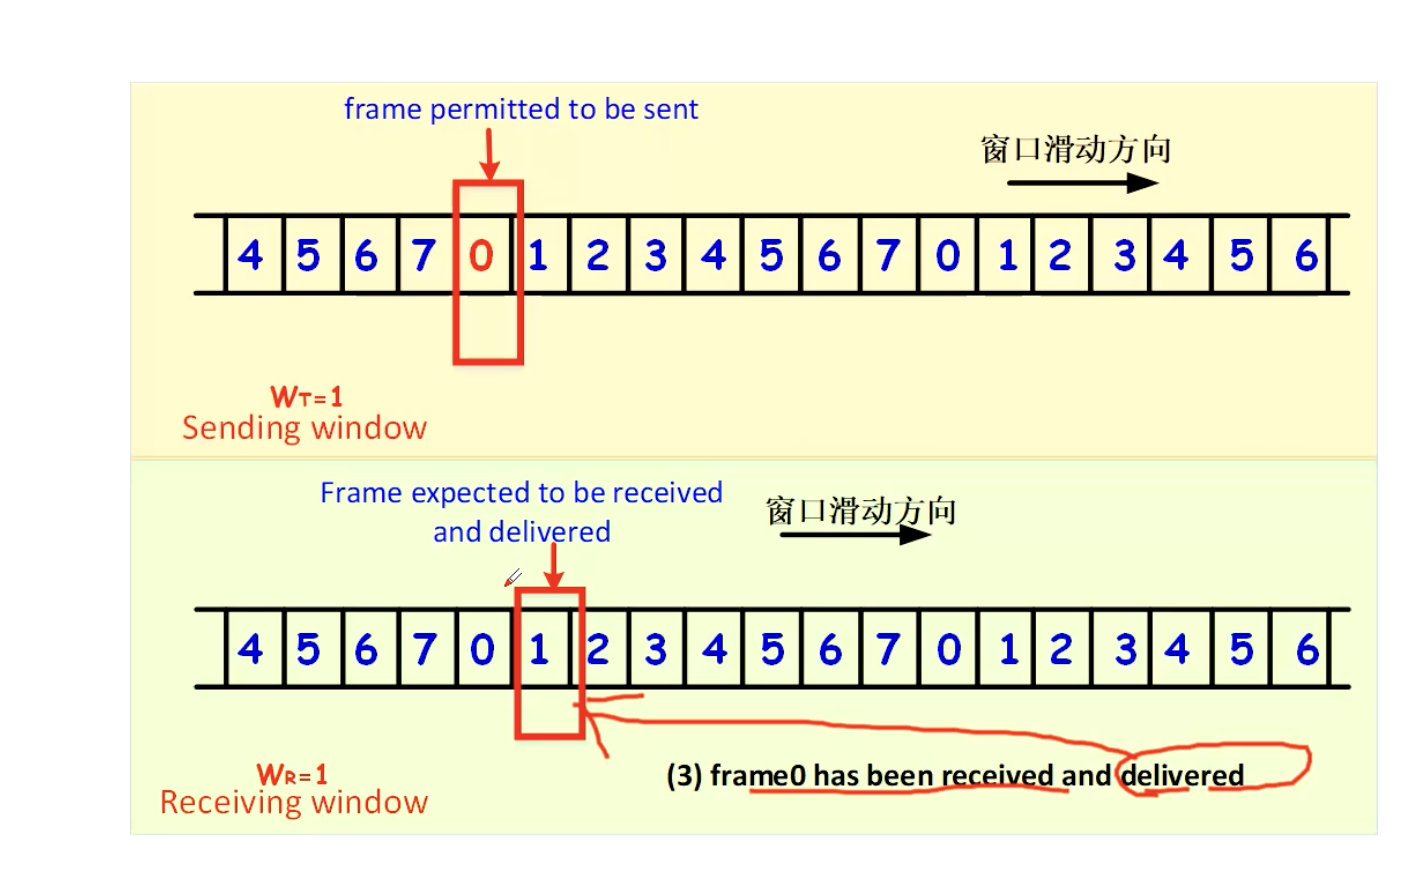 frame permitted to be sent
窗口滑动方向
4 5 6 7 0 1 2 3 4 5 6 7 0 1 2 3 4 5 6
WT=1
Sending window
Frame expected to be received
and delivered
窗口滑动方向
4 5 6 7 0 1 2 3 4 5 6 7 0 1 2 3 4 5 6
WR=1
Receiving window
(3) frame0 has been received and delivered